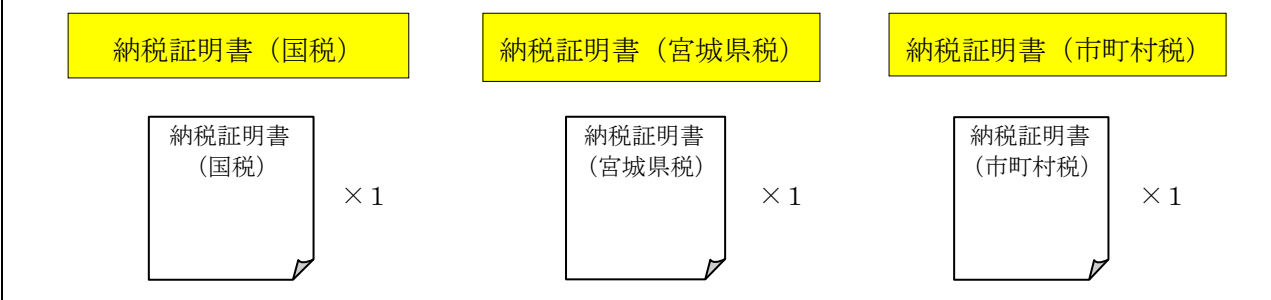 納税証明書（国税）
納税証明書（宮城県税）
納税証明書（市町村税）
納税証明書
（国税）
×１
納税証明書
（宮城県税）
×１
納税証明書
（市町村税）
×１